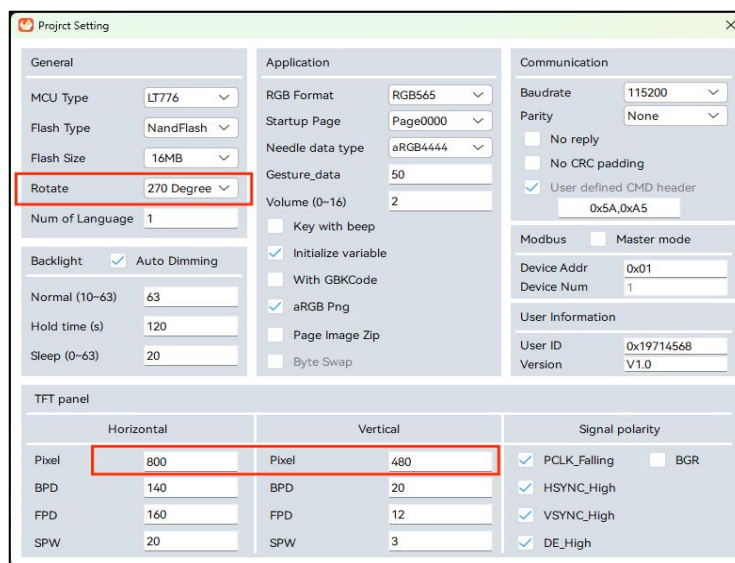 Projrct Setting
General
MCU Type LT776
Flash Type NandFlash
Flash Size 16MB
Rotate 270 Degree
Num of Language 1
Backlight Auto Dimming
Normal (10~63) 63
Hold time (s) 120
Sleep (0~63) 20
Application
RGB Format RGB565
Startup Page Page0000
Needle data type aRGB4444
Gesture_data 50
Volume (0~16) 2
Key with beep
Initialize variable
With GBKCode
aRGB Png
Page Image Zip
Byte Swap
Communication
Baudrate 115200
Parity None
No reply
No CRC padding
User defined CMD header
0x5A,0xA5
Modbus Master mode
Device Addr 0x01
Device Num 1
User Information
User ID 0x19714568
Version V1.0
TFT panel
Horizontal Vertical Signal polarity
Pixel 800 Pixel 480 PCLK_Falling BGR
BPD 140 BPD 20 HSYNC_High
FPD 160 FPD 12 VSYNC_High
SPW 20 SPW 3 DE_High